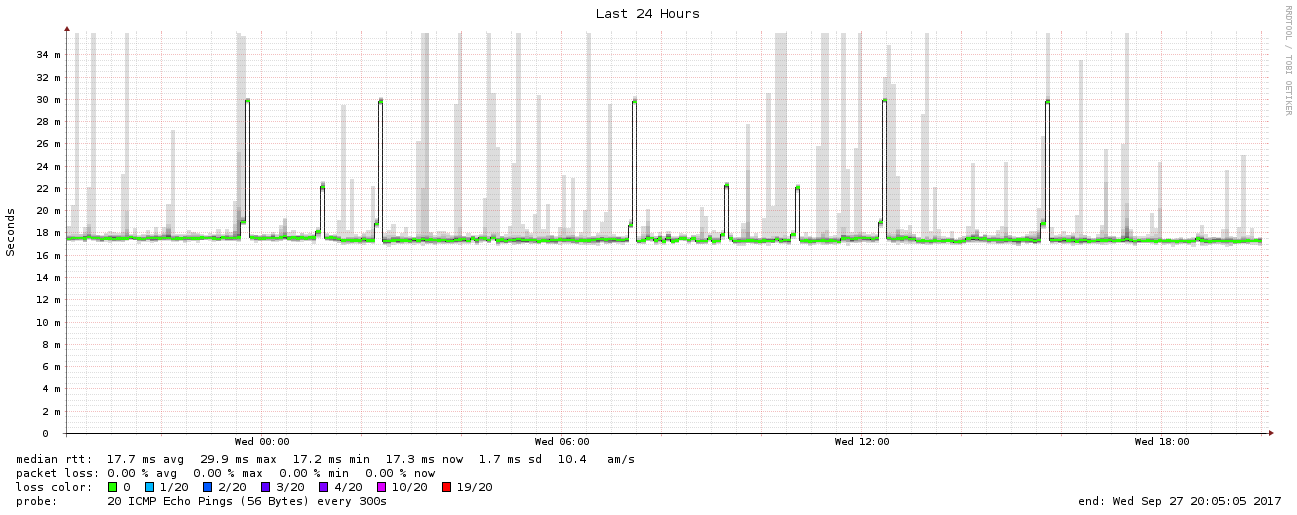 Last 24 Hours
RRDTOOL / TOBI OETIKER
Seconds
34 m
32 m
30 m
28 m
26 m
24 m
22 m
20 m
18 m
16 m
14 m
12 m
10 m
8 m
6 m
4 m
2 m
0
Wed 00:00 Wed 06:00 Wed 12:00 Wed 18:00
median rtt: 17.7 ms avg 29.9 ms max 17.2 ms min 17.3 ms now 1.7 ms sd 10.4 am/s
packet loss: 0.00 % avg 0.00 % max 0.00 % min 0.00 % now
loss color: 0 1/20 2/20 3/20 4/20 10/20 19/20
probe: 20 ICMP Echo Pings (56 Bytes) every 300s end: Wed Sep 27 20:05:05 2017